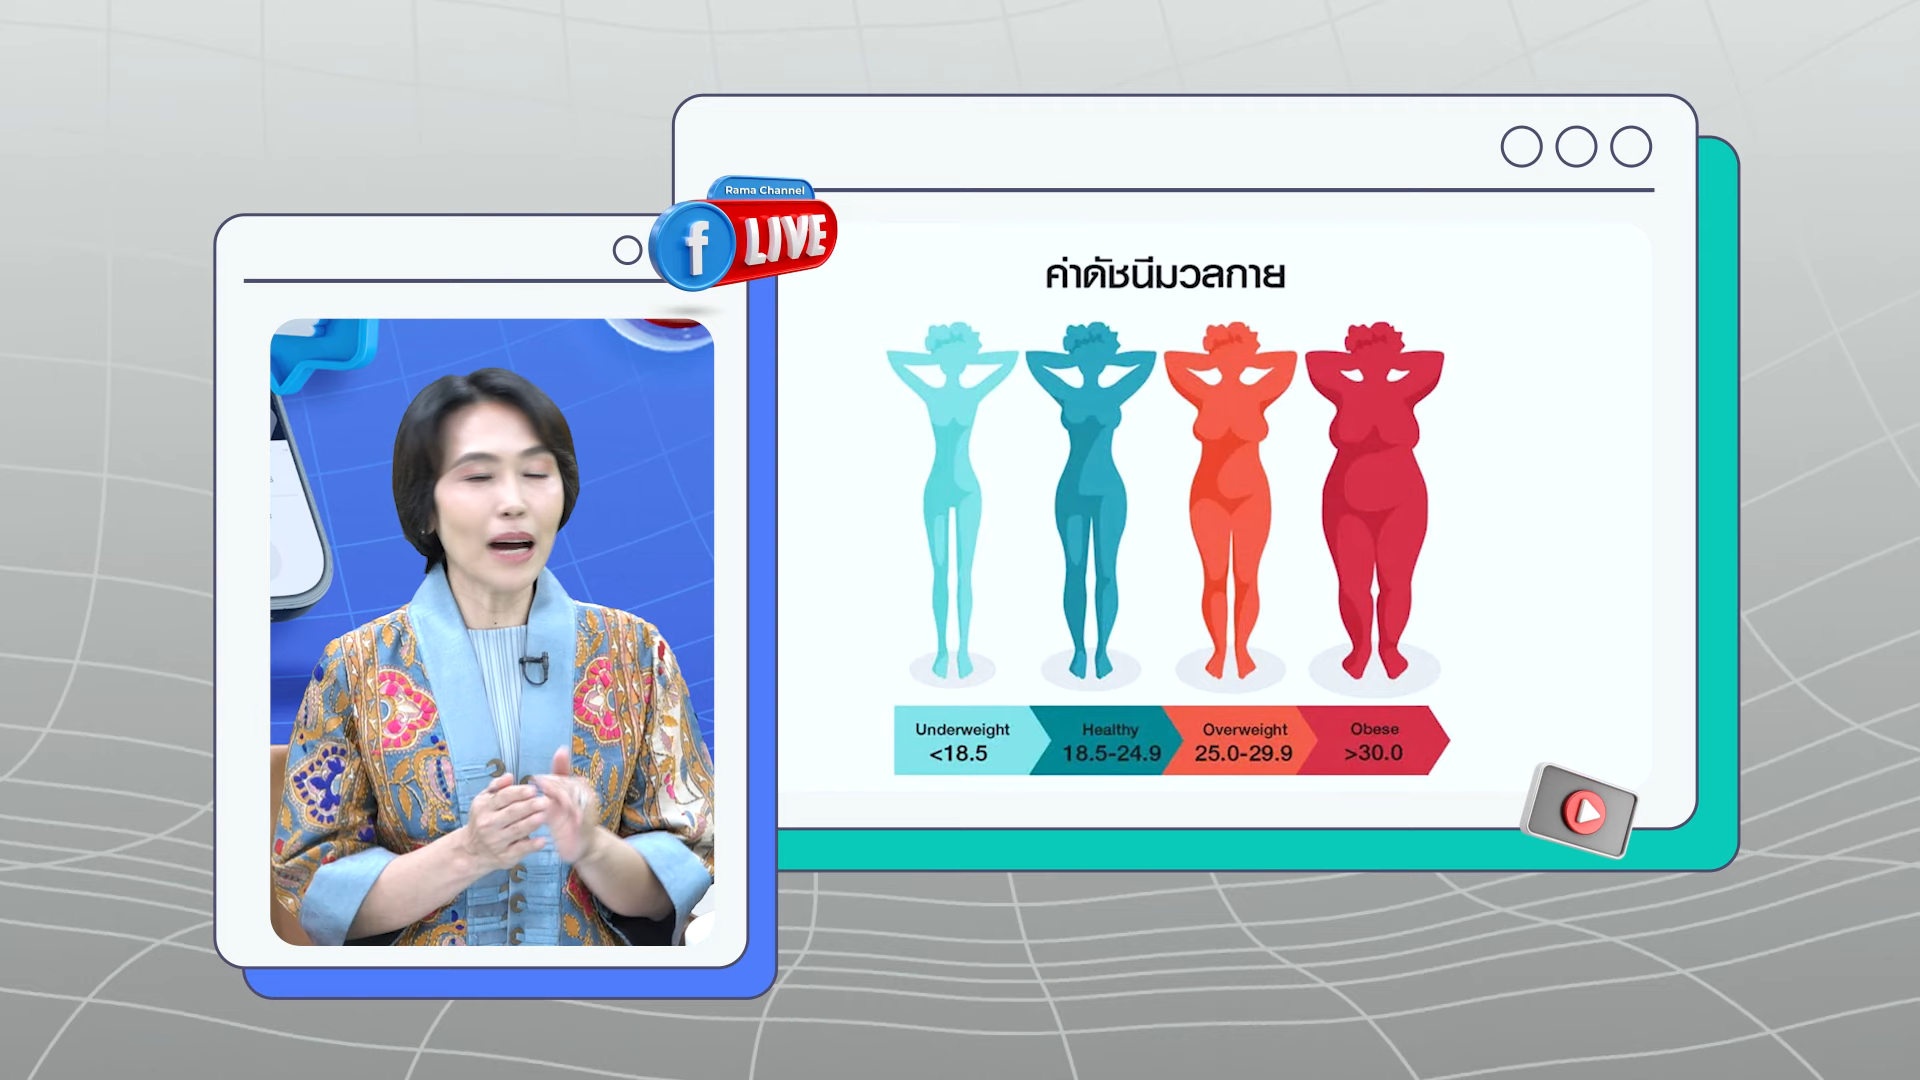 Rama Channel
f LIVE
ค่าดัชนีมวลกาย
Underweight
<18.5
Healthy
18.5-24.9
Overweight
25.0-29.9
Obese
>30.0